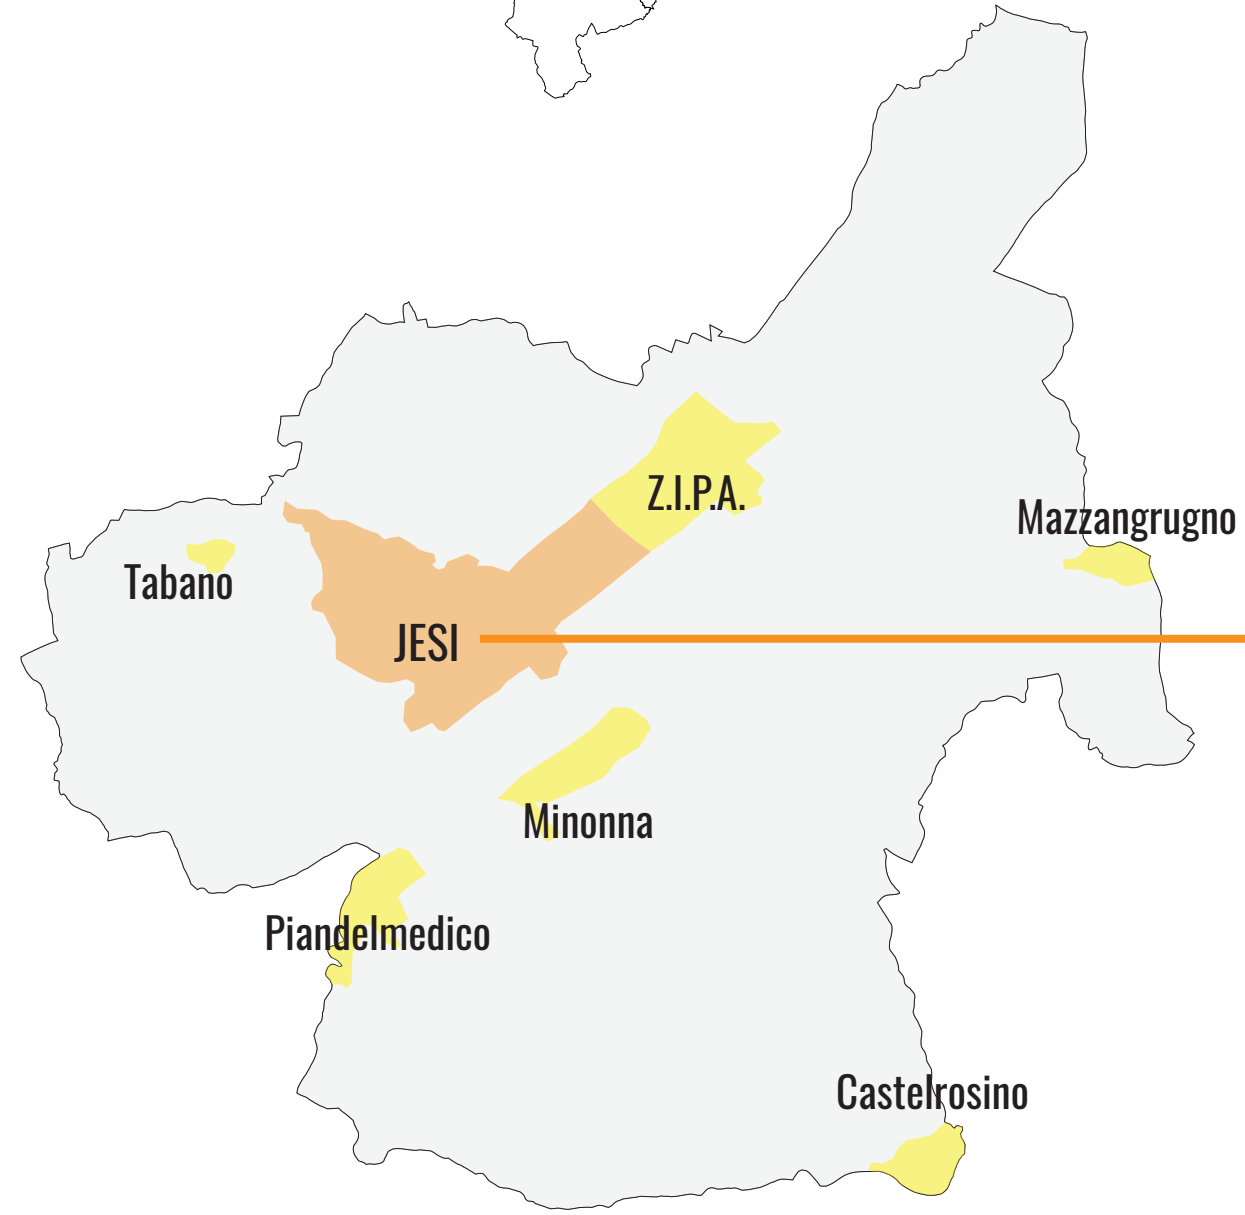 Z.I.P.A.
Mazzangrugno
Tabano
JESI
Minonna
Piandelmedico
Castelrosino